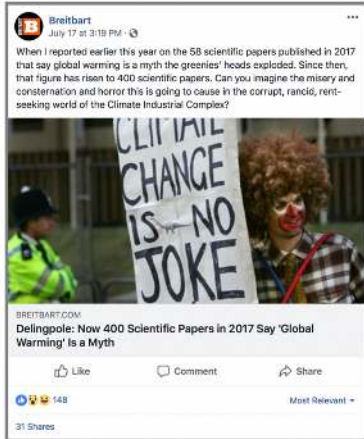 Breitbart
July 17 at 3:19 PM
When I reported earlier this year on the 58 scientific papers published in 2017
that say global warming is a myth the greenies' heads exploded. Since then,
that figure has risen to 400 scientific papers. Can you imagine the misery and
consternation and horror this is going to cause in the corrupt, rancid, rent-
seeking world of the Climate Industrial Complex?
CLIMATE
CHANGE
IS NO
JOKE
BREITBART.COM
Delingpole: Now 400 Scientific Papers in 2017 Say 'Global
Warming' Is a Myth
Like Comment Share
148 Most Relevant
31 Shares